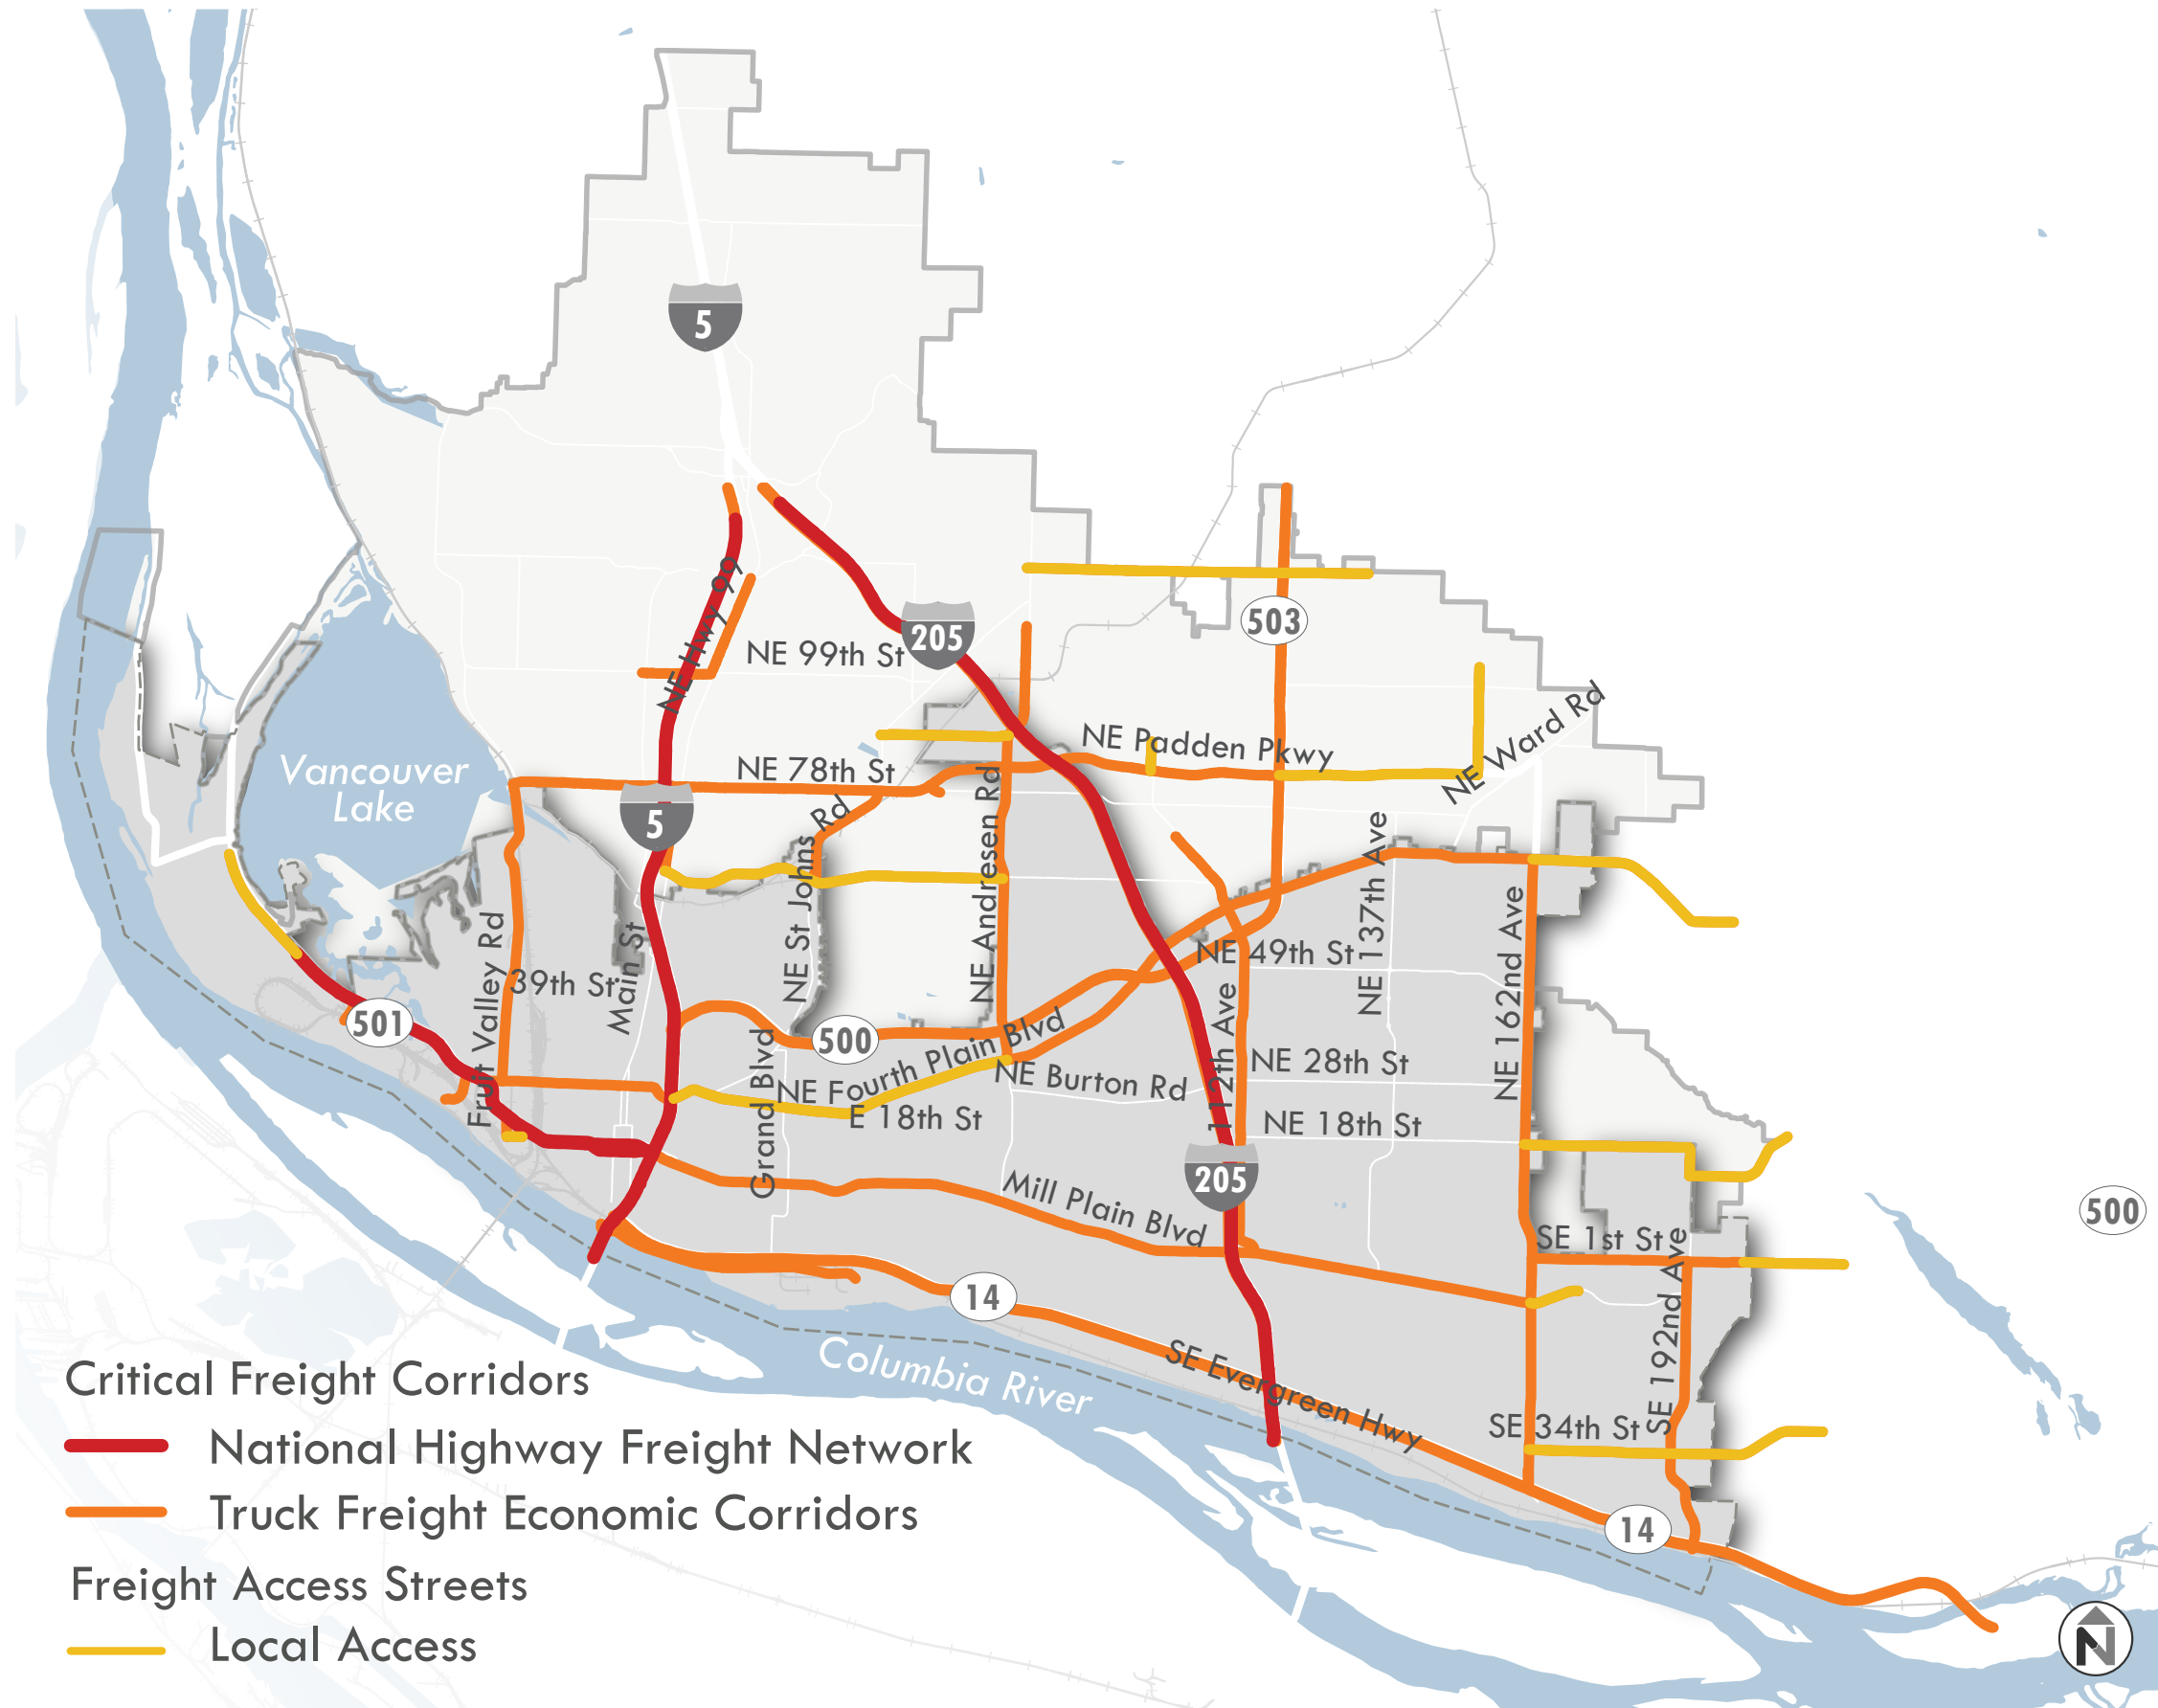 5
205
503
NE Hwy 99
NE 99th St
NE Padden Pkwy
NE Ward Rd
Vancouver
Lake
NE 78th St
5
NE St Johns Rd
NE Andresen Rd
NE 137th Ave
NE 162nd Ave
Fruit Valley Rd
39th St
Main St
NE 49th St
501
500
NE Fourth Plain Blvd
112th Ave
NE 28th St
NE Burton Rd
E 18th St
NE 18th St
Grand Blvd
205
Mill Plain Blvd
500
SE 1st St
SE 192nd Ave
14
Columbia River
SE Evergreen Hwy
SE 34th St
14
Critical Freight Corridors
National Highway Freight Network
Truck Freight Economic Corridors
Freight Access Streets
Local Access
N